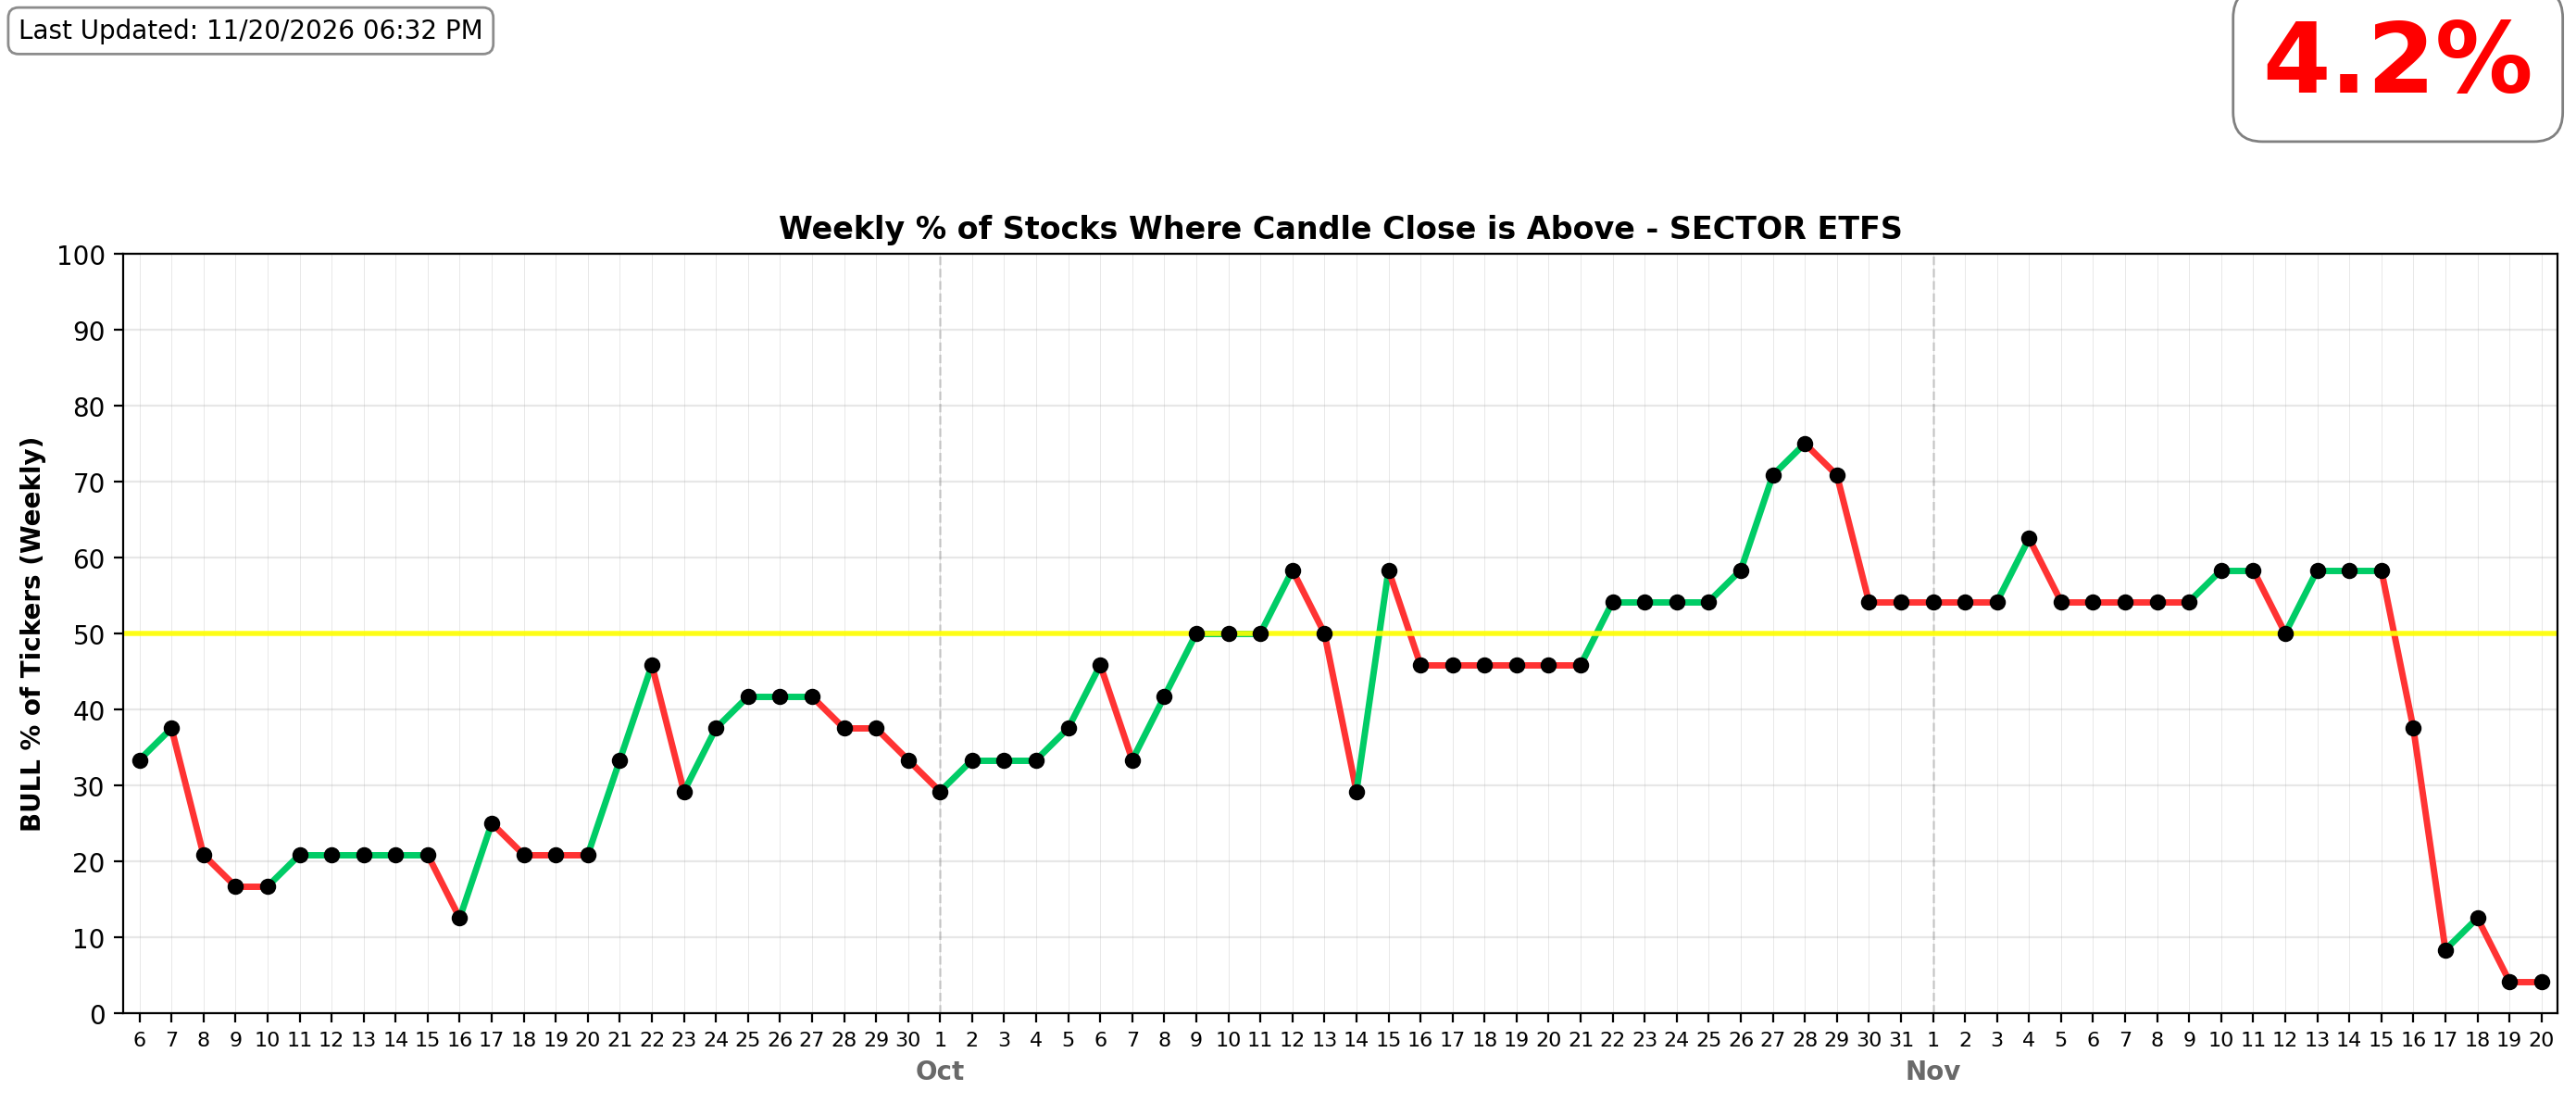 Last Updated: 11/20/2026 06:32 PM
4.2%
Weekly % of Stocks Where Candle Close is Above - SECTOR ETFS
BULL % of Tickers (Weekly)
100
90
80
70
60
50
40
30
20
10
0
6 7 8 9 10 11 12 13 14 15 16 17 18 19 20 21 22 23 24 25 26 27 28 29 30 1 2 3 4 5 6 7 8 9 10 11 12 13 14 15 16 17 18 19 20 21 22 23 24 25 26 27 28 29 30 31 1 2 3 4 5 6 7 8 9 10 11 12 13 14 15 16 17 18 19 20
Oct Nov